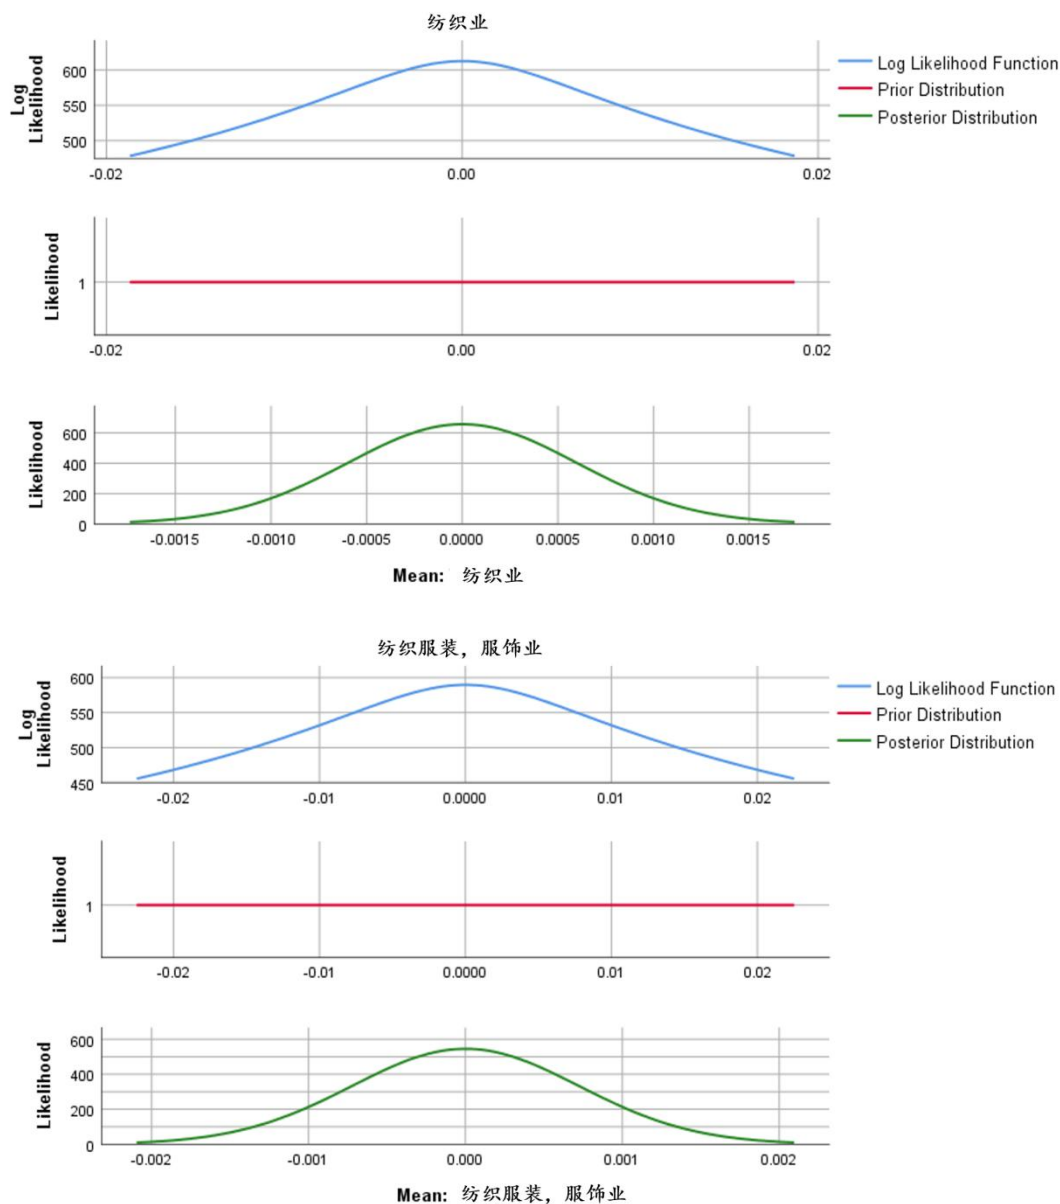 纺织业
Log Likelihood
600
550
500
-0.02 0.00 0.02
Log Likelihood Function
Prior Distribution
Posterior Distribution
Likelihood
1
-0.02 0.00 0.02
Likelihood
600
400
200
0
-0.0015 -0.0010 -0.0005 0.0000 0.0005 0.0010 0.0015
Mean: 纺织业
纺织服装，服饰业
Log Likelihood
600
550
500
450
-0.02 -0.01 0.0000 0.01 0.02
Log Likelihood Function
Prior Distribution
Posterior Distribution
Likelihood
1
-0.02 -0.01 0.0000 0.01 0.02
Likelihood
600
400
200
0
-0.002 -0.001 0.000 0.001 0.002
Mean: 纺织服装，服饰业